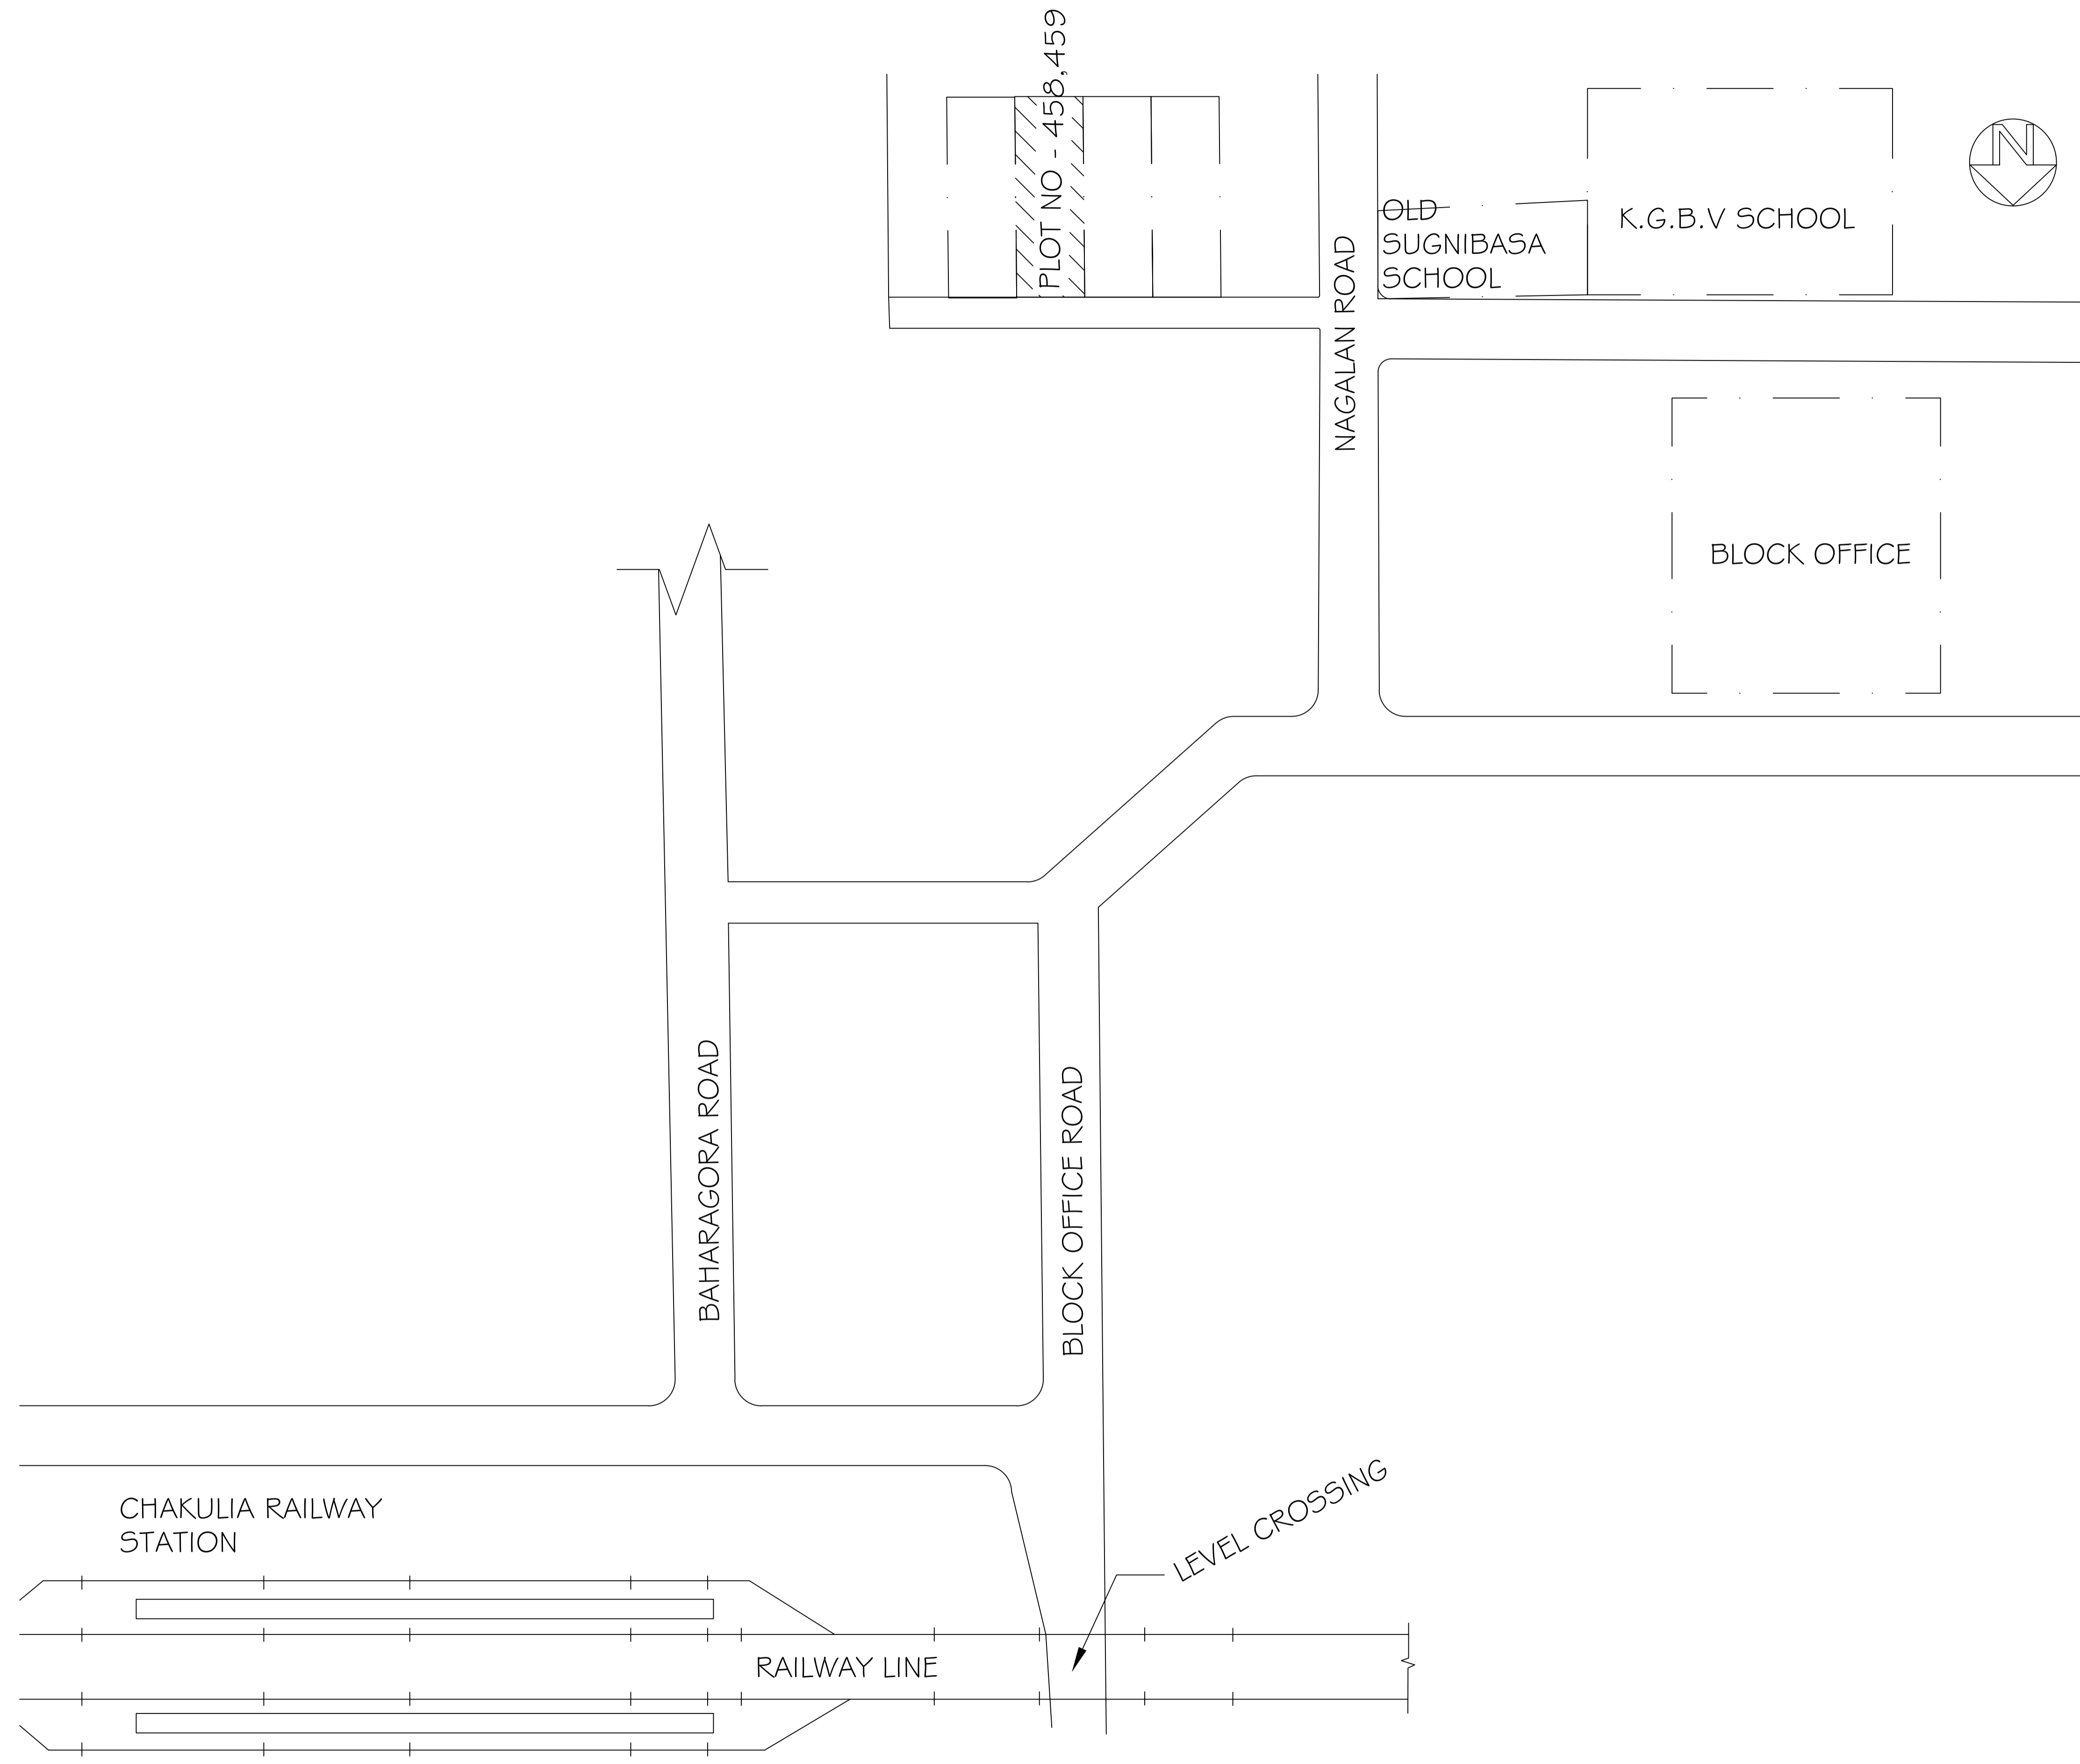 PLOT NO - 458,459
N
OLD
SUGNIBASA
SCHOOL
K.G.B.V SCHOOL
NAGALAN ROAD
BLOCK OFFICE
BAHARAGORA ROAD
BLOCK OFFICE ROAD
LEVEL CROSSING
CHAKULIA RAILWAY
STATION
RAILWAY LINE